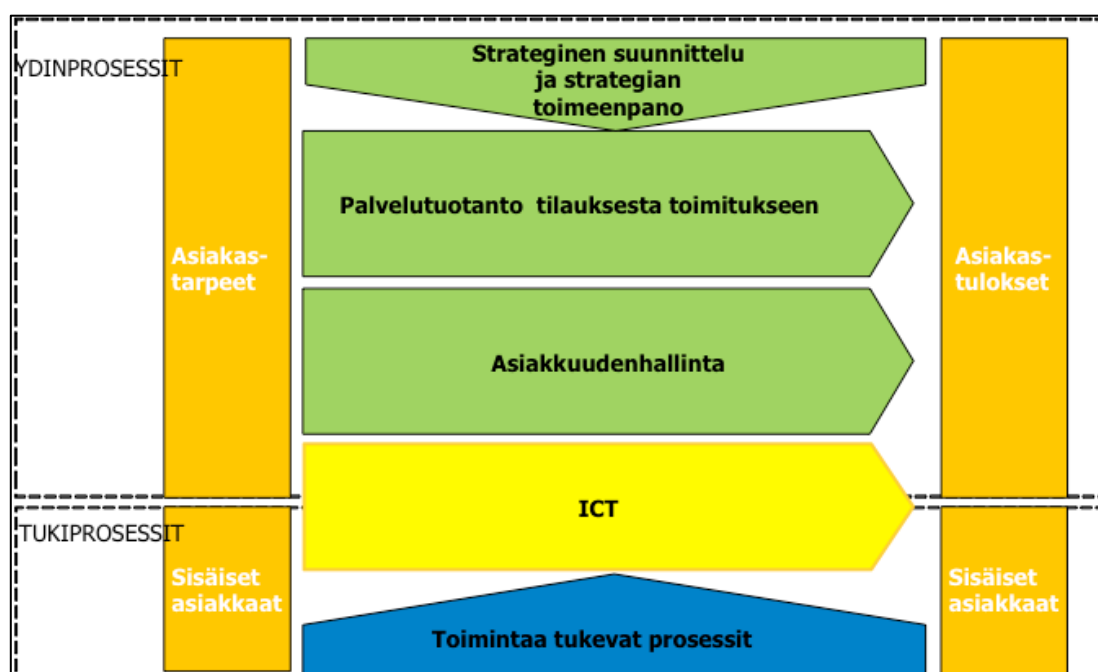 YDINPROSESSIT
Strateginen suunnittelu
ja strategian
toimeenpano
Palvelutuotanto tilauksesta toimitukseen
Asiakas-
tarpeet
Asiakas-
tulokset
Asiakkuudenhallinta
ICT
TUKIPROSESSIT
Sisäiset
asiakkaat
Sisäiset
asiakkaat
Toimintaa tukevat prosessit